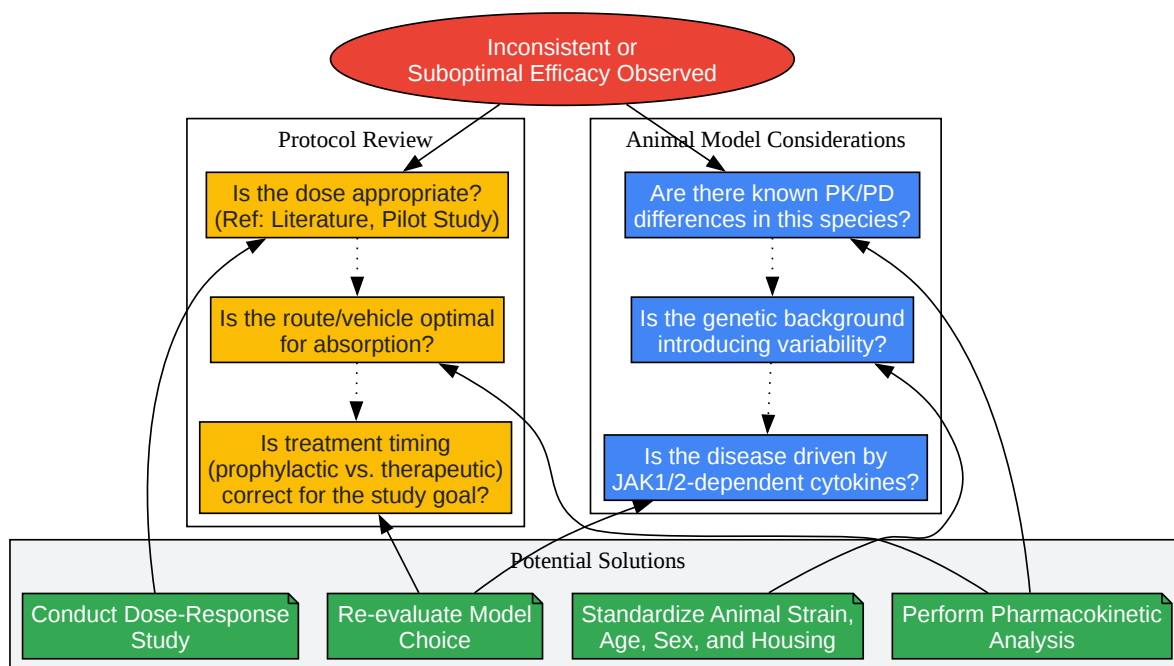 Inconsistent or
Suboptimal Efficacy Observed
Protocol Review
Is the dose appropriate?
(Ref: Literature, Pilot Study)
Is the route/vehicle optimal
for absorption?
Is treatment timing
(prophylactic vs. therapeutic)
correct for the study goal?
Animal Model Considerations
Are there known PK/PD
differences in this species?
Is the genetic background
introducing variability?
Is the disease driven by
JAK1/2-dependent cytokines?
Potential Solutions
Conduct Dose-Response
Study
Re-evaluate Model
Choice
Standardize Animal Strain,
Age, Sex, and Housing
Perform Pharmacokinetic
Analysis